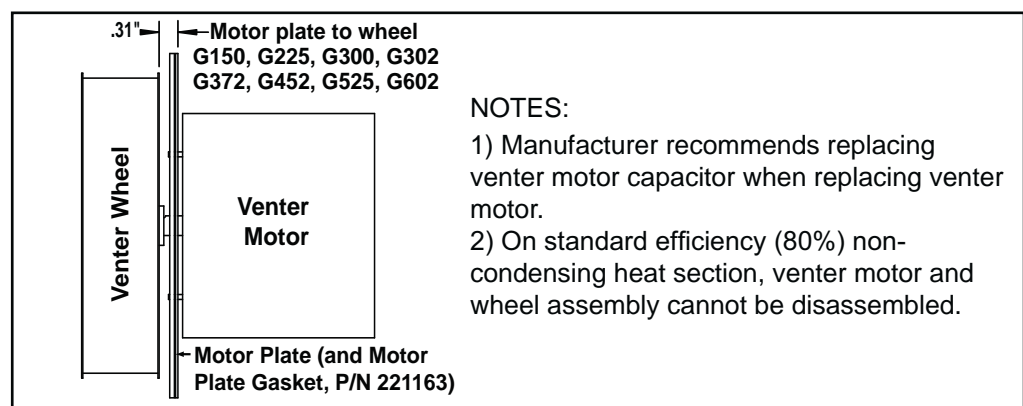 .31"
Motor plate to wheel
G150, G225, G300, G302
G372, G452, G525, G602
Venter Wheel
Venter
Motor
Motor Plate (and Motor
Plate Gasket, P/N 221163)
NOTES:
1) Manufacturer recommends replacing
venter motor capacitor when replacing venter
motor.
2) On standard efficiency (80%) non-
condensing heat section, venter motor and
wheel assembly cannot be disassembled.